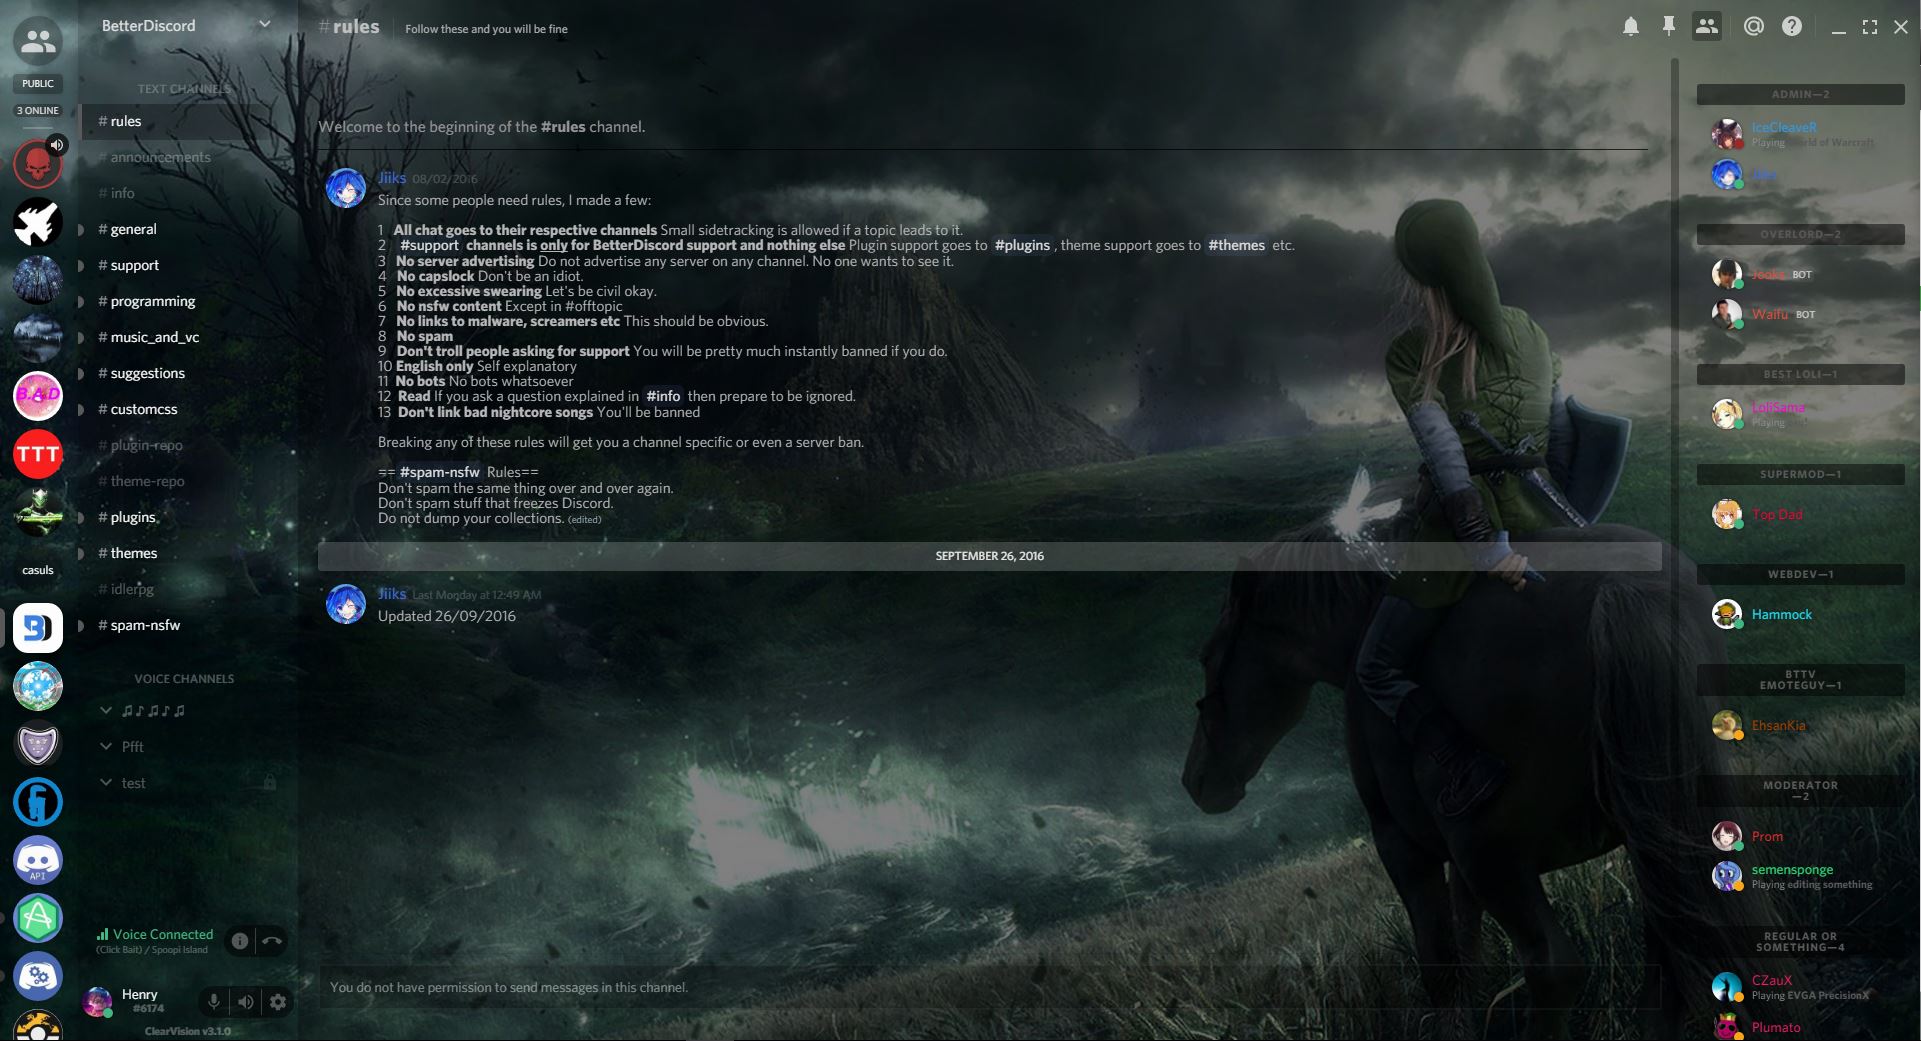 BetterDiscord
#rules
Follow these and you will be fine
PUBLIC
3 ONLINE
B.A.D
TTT
casuls
API
TEXT CHANNELS
# rules
# announcements
# info
# general
# support
# programming
# music_and_vc
# suggestions
# customcss
# plugin-repo
# theme-repo
# plugins
# themes
# idlerpg
# spam-nsfw
VOICE CHANNELS
♫♪♫♪♫
Pfft
test
Voice Connected
(Click Bait) / Spoopi Island
Henry
#6174
ClearVision v3.1.0
Welcome to the beginning of the #rules channel.
Jiiks 08/02/2016
Since some people need rules, I made a few:
1 All chat goes to their respective channels Small sidetracking is allowed if a topic leads to it.
2 #support channels is only for BetterDiscord support and nothing else Plugin support goes to #plugins , theme support goes to #themes etc.
3 No server advertising Do not advertise any server on any channel. No one wants to see it.
4 No capslock Don't be an idiot.
5 No excessive swearing Let's be civil okay.
6 No nsfw content Except in #offtopic
7 No links to malware, screamers etc This should be obvious.
8 No spam
9 Don't troll people asking for support You will be pretty much instantly banned if you do.
10 English only Self explanatory
11 No bots No bots whatsoever
12 Read If you ask a question explained in #info then prepare to be ignored.
13 Don't link bad nightcore songs You'll be banned
Breaking any of these rules will get you a channel specific or even a server ban.
== #spam-nsfw Rules==
Don't spam the same thing over and over again.
Don't spam stuff that freezes Discord.
Do not dump your collections. (edited)
SEPTEMBER 26, 2016
Jiiks Last Monday at 12:49 AM
Updated 26/09/2016
You do not have permission to send messages in this channel.
ADMIN—2
IceCleaveR
Playing World of Warcraft
Jiiks
OVERLORD—2
Jooks BOT
Waifu BOT
BEST LOLI—1
LoliSama
Playing
SUPERMOD—1
Top Dad
WEBDEV—1
Hammock
BTTV
EMOTEGUY—1
EhsanKia
MODERATOR
—2
Prom
semensponge
Playing editing something
REGULAR OR
SOMETHING—4
CZauX
Playing EVGA PrecisionX
Plumato